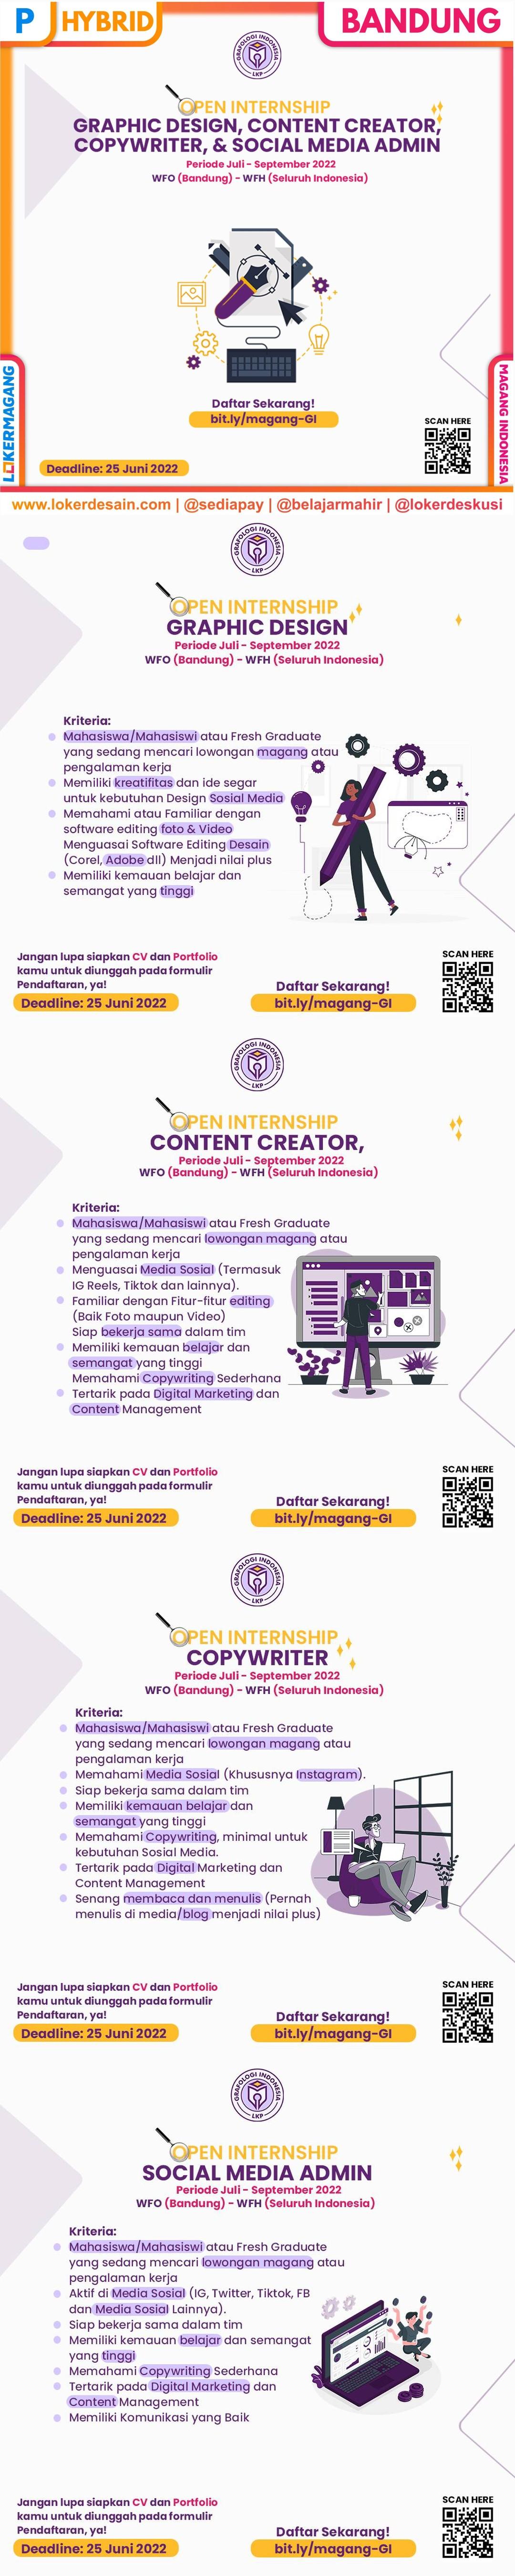 P HYBRID BANDUNG
GRAFOLOGI INDONESIA
LKP
OPEN INTERNSHIP
GRAPHIC DESIGN, CONTENT CREATOR,
COPYWRITER, & SOCIAL MEDIA ADMIN
Periode Juli - September 2022
WFO (Bandung) - WFH (Seluruh Indonesia)
Daftar Sekarang!
bit.ly/magang-GI
SCAN HERE
Deadline: 25 Juni 2022
LOKERMAGANG
MAGANG INDONESIA
www.lokerdesain.com | @sediapay | @belajarmahir | @lokerdeskusi
GRAFOLOGI INDONESIA
LKP
OPEN INTERNSHIP
GRAPHIC DESIGN
Periode Juli - September 2022
WFO (Bandung) - WFH (Seluruh Indonesia)
Kriteria:
Mahasiswa/Mahasiswi atau Fresh Graduate
yang sedang mencari lowongan magang atau
pengalaman kerja
Memiliki kreatifitas dan ide segar
untuk kebutuhan Design Sosial Media
Memahami atau Familiar dengan
software editing foto & Video
Menguasai Software Editing Desain
(Corel, Adobe dll) Menjadi nilai plus
Memiliki kemauan belajar dan
semangat yang tinggi
Jangan lupa siapkan CV dan Portfolio
kamu untuk diunggah pada formulir
Pendaftaran, ya!
Deadline: 25 Juni 2022
Daftar Sekarang!
bit.ly/magang-GI
SCAN HERE
GRAFOLOGI INDONESIA
LKP
OPEN INTERNSHIP
CONTENT CREATOR,
Periode Juli - September 2022
WFO (Bandung) - WFH (Seluruh Indonesia)
Kriteria:
Mahasiswa/Mahasiswi atau Fresh Graduate
yang sedang mencari lowongan magang atau
pengalaman kerja
Menguasai Media Sosial (Termasuk
IG Reels, Tiktok dan lainnya).
Familiar dengan Fitur-fitur editing
(Baik Foto maupun Video)
Siap bekerja sama dalam tim
Memiliki kemauan belajar dan
semangat yang tinggi
Memahami Copywriting Sederhana
Tertarik pada Digital Marketing dan
Content Management
Jangan lupa siapkan CV dan Portfolio
kamu untuk diunggah pada formulir
Pendaftaran, ya!
Deadline: 25 Juni 2022
Daftar Sekarang!
bit.ly/magang-GI
SCAN HERE
GRAFOLOGI INDONESIA
LKP
OPEN INTERNSHIP
COPYWRITER
Periode Juli - September 2022
WFO (Bandung) - WFH (Seluruh Indonesia)
Kriteria:
Mahasiswa/Mahasiswi atau Fresh Graduate
yang sedang mencari lowongan magang atau
pengalaman kerja
Memahami Media Sosial (Khususnya Instagram).
Siap bekerja sama dalam tim
Memiliki kemauan belajar dan
semangat yang tinggi
Memahami Copywriting, minimal untuk
kebutuhan Sosial Media.
Tertarik pada Digital Marketing dan
Content Management
Senang membaca dan menulis (Pernah
menulis di media/blog menjadi nilai plus)
Jangan lupa siapkan CV dan Portfolio
kamu untuk diunggah pada formulir
Pendaftaran, ya!
Deadline: 25 Juni 2022
Daftar Sekarang!
bit.ly/magang-GI
SCAN HERE
GRAFOLOGI INDONESIA
LKP
OPEN INTERNSHIP
SOCIAL MEDIA ADMIN
Periode Juli - September 2022
WFO (Bandung) - WFH (Seluruh Indonesia)
Kriteria:
Mahasiswa/Mahasiswi atau Fresh Graduate
yang sedang mencari lowongan magang atau
pengalaman kerja
Aktif di Media Sosial (IG, Twitter, Tiktok, FB
dan Media Sosial Lainnya).
Siap bekerja sama dalam tim
Memiliki kemauan belajar dan semangat
yang tinggi
Memahami Copywriting Sederhana
Tertarik pada Digital Marketing dan
Content Management
Memiliki Komunikasi yang Baik
Jangan lupa siapkan CV dan Portfolio
kamu untuk diunggah pada formulir
Pendaftaran, ya!
Deadline: 25 Juni 2022
Daftar Sekarang!
bit.ly/magang-GI
SCAN HERE